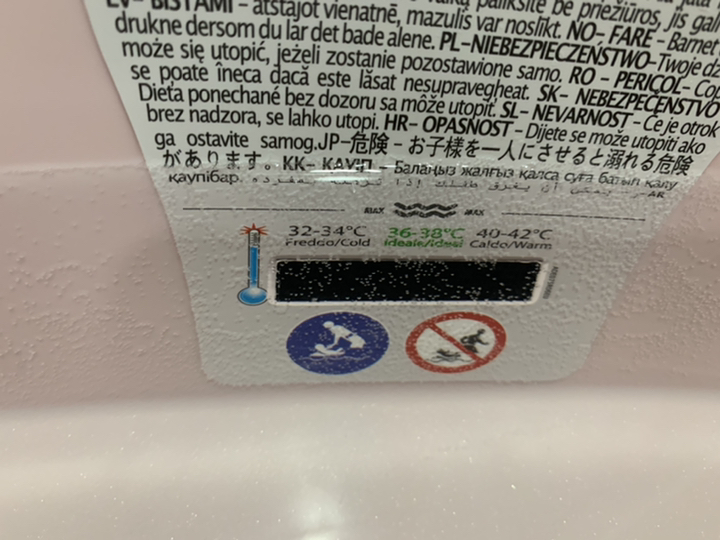 LV– BĪSTAMI – atstājot vienatnē, mazulis var noslīkt. NO– FARE – Barnet
drukne dersom du lar det bade alene. PL–NIEBEZPIECZEŃSTWO–Twoje
może się utopić, jeżeli zostanie pozostawione samo. RO – PERICOL–
se poate îneca dacă este lăsat nesupravegheat. SK– NEBEZPEČENSTVO
Dieťa ponechané bez dozoru sa môže utopiť. SL– NEVARNOST – Če je otrok
brez nadzora, se lahko utopi. HR– OPASNOST – Dijete se može utopiti ako
ga ostavite samog.JP–危険 – お子様を一人にさせると溺れる危険
があります。KK– ҚАУІП – Балаңыз жалғыз қалса суға батып қалу
қаупі бар.
AR
MAX MAX
32-34°C 36-38°C 40-42°C
Freddo/Cold Ideale/Ideal Caldo/Warm